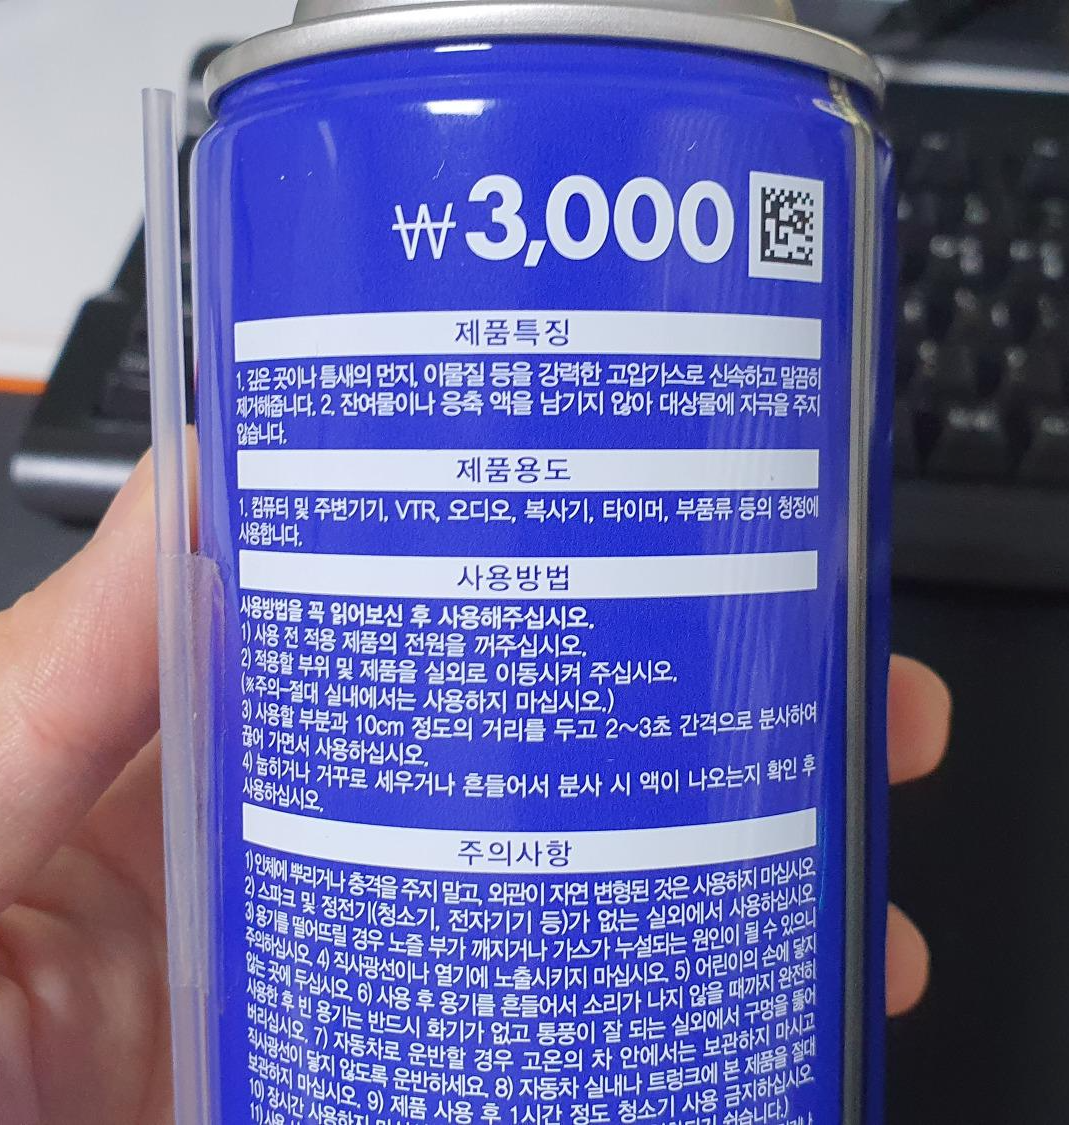 ₩3,000
제품특징
1. 깊은 곳이나 틈새의 먼지, 이물질 등을 강력한 고압가스로 신속하고 말끔히
제거해줍니다. 2. 잔여물이나 응축 액을 남기지 않아 대상물에 자극을 주지
않습니다.
제품용도
1. 컴퓨터 및 주변기기, VTR, 오디오, 복사기, 타이머, 부품류 등의 청정에
사용합니다.
사용방법
사용방법을 꼭 읽어보신 후 사용해주십시오.
1) 사용 전 적용 제품의 전원을 꺼주십시오.
2) 적용할 부위 및 제품을 실외로 이동시켜 주십시오.
(※주의-절대 실내에서는 사용하지 마십시오.)
3) 사용할 부분과 10cm 정도의 거리를 두고 2~3초 간격으로 분사하여
끊어 가면서 사용하십시오.
4) 눕히거나 거꾸로 세우거나 흔들어서 분사 시 액이 나오는지 확인 후
사용하십시오.
주의사항
1) 인체에 뿌리거나 충격을 주지 말고, 외관이 자연 변형된 것은 사용하지 마십시오.
2) 스파크 및 정전기(청소기, 전자기기 등)가 없는 실외에서 사용하십시오.
3) 용기를 떨어뜨릴 경우 노즐 부가 깨지거나 가스가 누설되는 원인이 될 수 있으니
주의하십시오. 4) 직사광선이나 열기에 노출시키지 마십시오. 5) 어린이의 손에 닿지
않는 곳에 두십시오. 6) 사용 후 용기를 흔들어서 소리가 나지 않을 때까지 완전히
사용한 후 빈 용기는 반드시 화기가 없고 통풍이 잘 되는 실외에서 구멍을 뚫어
버리십시오. 7) 자동차로 운반할 경우 고온의 차 안에서는 보관하지 마시고
직사광선이 닿지 않도록 운반하세요. 8) 자동차 실내나 트렁크에 본 제품을 절대
보관하지 마십시오. 9) 제품 사용 후 1시간 정도 청소기 사용 금지하십시오.
10) 장시간 사용하지 쉽습니다.)
11)